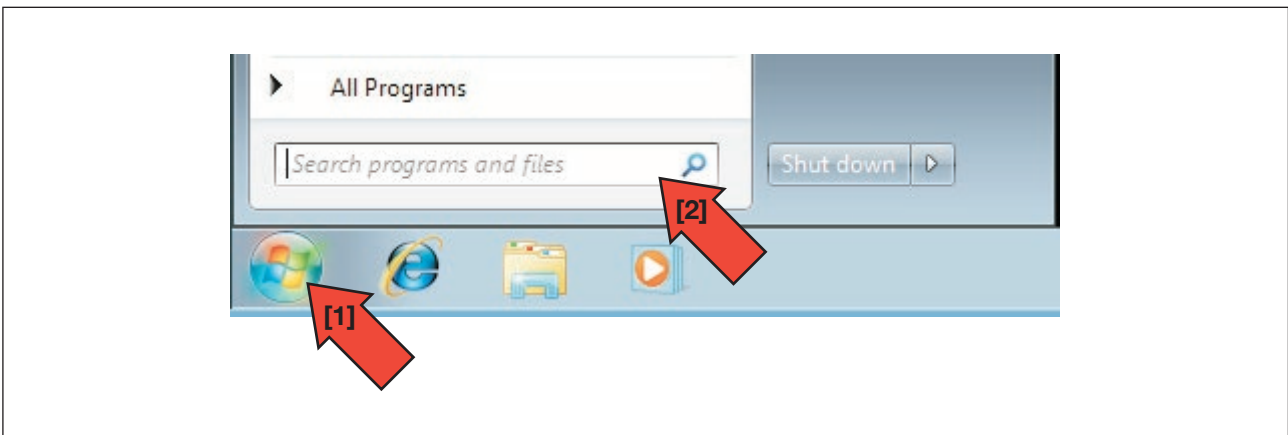 All Programs
Search programs and files
Shut down
[2]
[1]